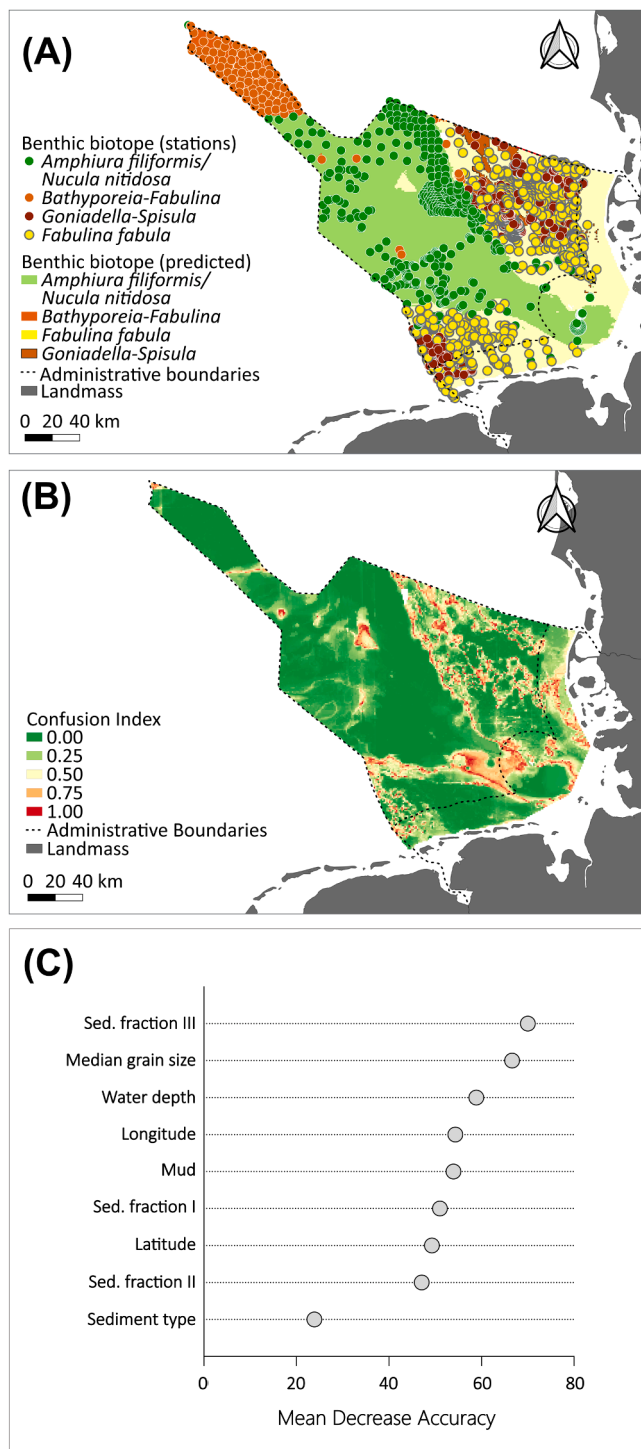 (A)
Benthic biotope (stations)
Amphiura filiformis/
Nucula nitidosa
Bathyporeia-Fabulina
Goniadella-Spisula
Fabulina fabula
Benthic biotope (predicted)
Amphiura filiformis/
Nucula nitidosa
Bathyporeia-Fabulina
Fabulina fabula
Goniadella-Spisula
Administrative boundaries
Landmass
0 20 40 km
(B)
Confusion Index
0.00
0.25
0.50
0.75
1.00
Administrative Boundaries
Landmass
0 20 40 km
(C)
Sed. fraction III
Median grain size
Water depth
Longitude
Mud
Sed. fraction I
Latitude
Sed. fraction II
Sediment type
0 20 40 60 80
Mean Decrease Accuracy